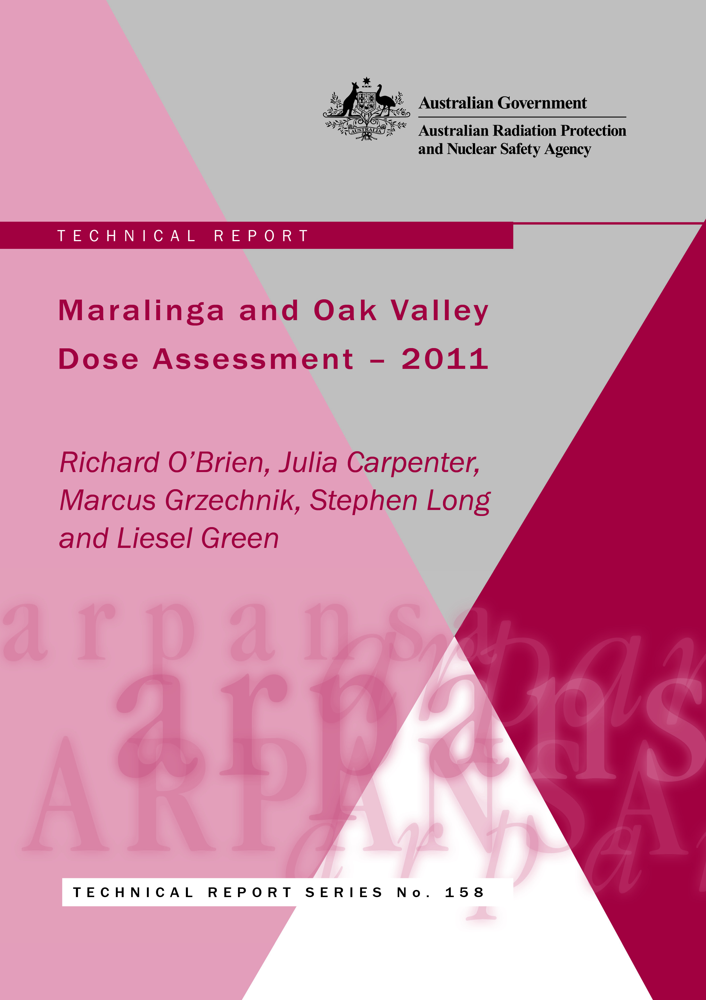 AUSTRALIA
Australian Government
Australian Radiation Protection
and Nuclear Safety Agency
TECHNICAL REPORT
Maralinga and Oak Valley
Dose Assessment – 2011
Richard O’Brien, Julia Carpenter,
Marcus Grzechnik, Stephen Long
and Liesel Green
arpansa
arpan
arpans
ARPANSA
arpan
TECHNICAL REPORT SERIES No. 158